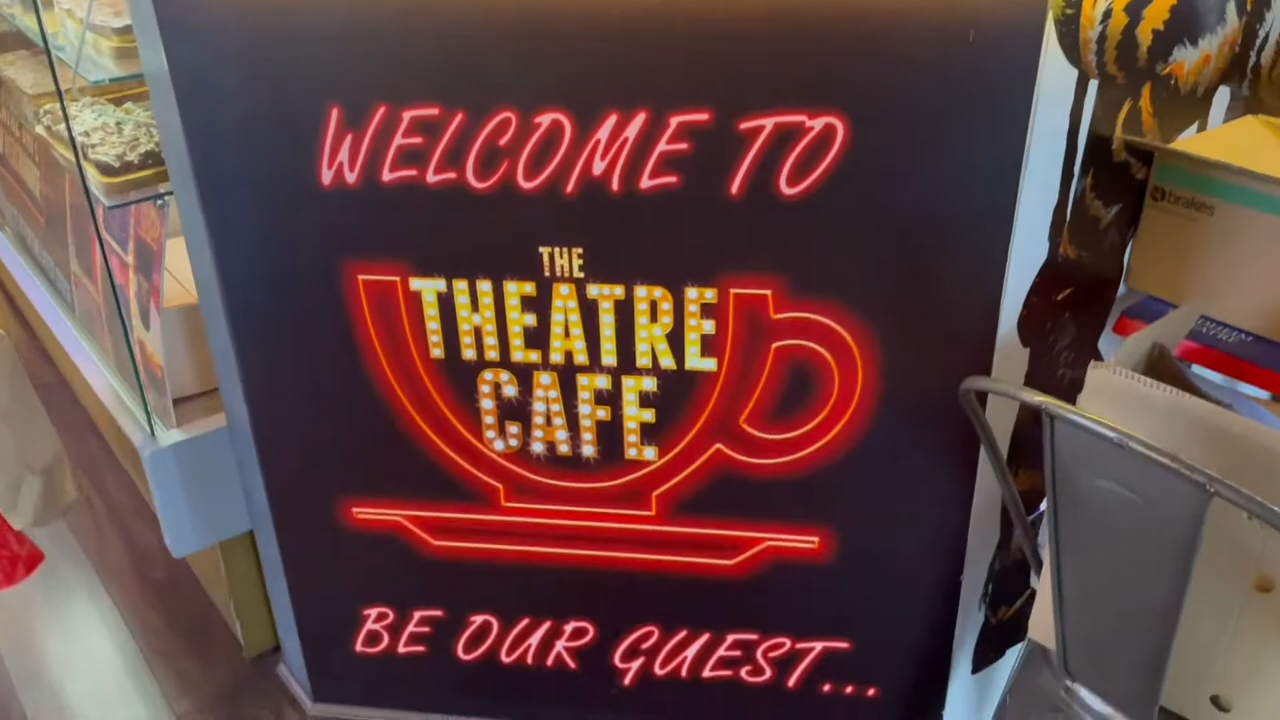 WELCOME TO
THE
THEATRE
CAFE
BE OUR GUEST...
brakes